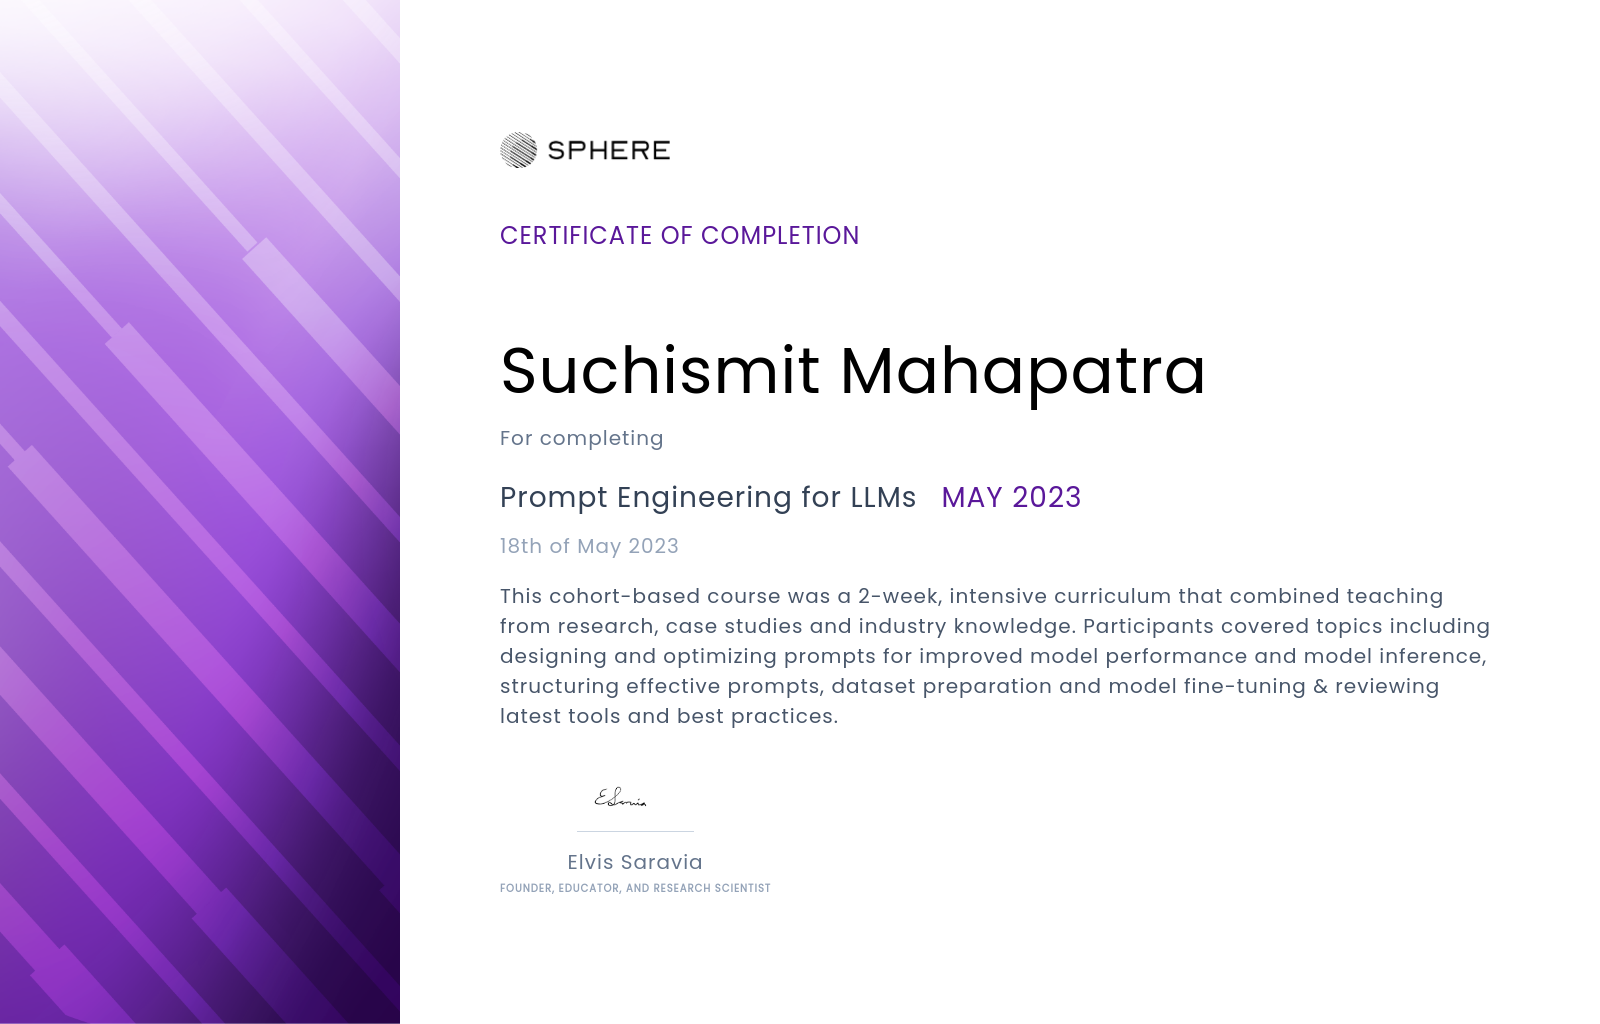 SPHERE
CERTIFICATE OF COMPLETION
Suchismit Mahapatra
For completing
Prompt Engineering for LLMs MAY 2023
18th of May 2023
This cohort-based course was a 2-week, intensive curriculum that combined teaching
from research, case studies and industry knowledge. Participants covered topics including
designing and optimizing prompts for improved model performance and model inference,
structuring effective prompts, dataset preparation and model fine-tuning & reviewing
latest tools and best practices.
Elvis Saravia
FOUNDER, EDUCATOR, AND RESEARCH SCIENTIST